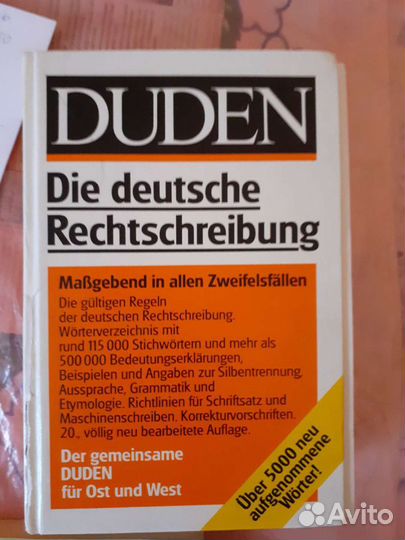 DUDEN
Die deutsche
Rechtschreibung
Maßgebend in allen Zweifelsfällen
Die gültigen Regeln
der deutschen Rechtschreibung.
Wörterverzeichnis mit
rund 115 000 Stichwörtern und mehr als
500 000 Bedeutungserklärungen,
Beispielen und Angaben zur Silbentrennung,
Aussprache, Grammatik und
Etymologie. Richtlinien für Schriftsatz und
Maschinenschreiben. Korrekturvorschriften.
20., völlig neu bearbeitete Auflage.
Der gemeinsame
DUDEN
für Ost und West
Über 5000 neu
aufgenommene
Wörter!
Avito